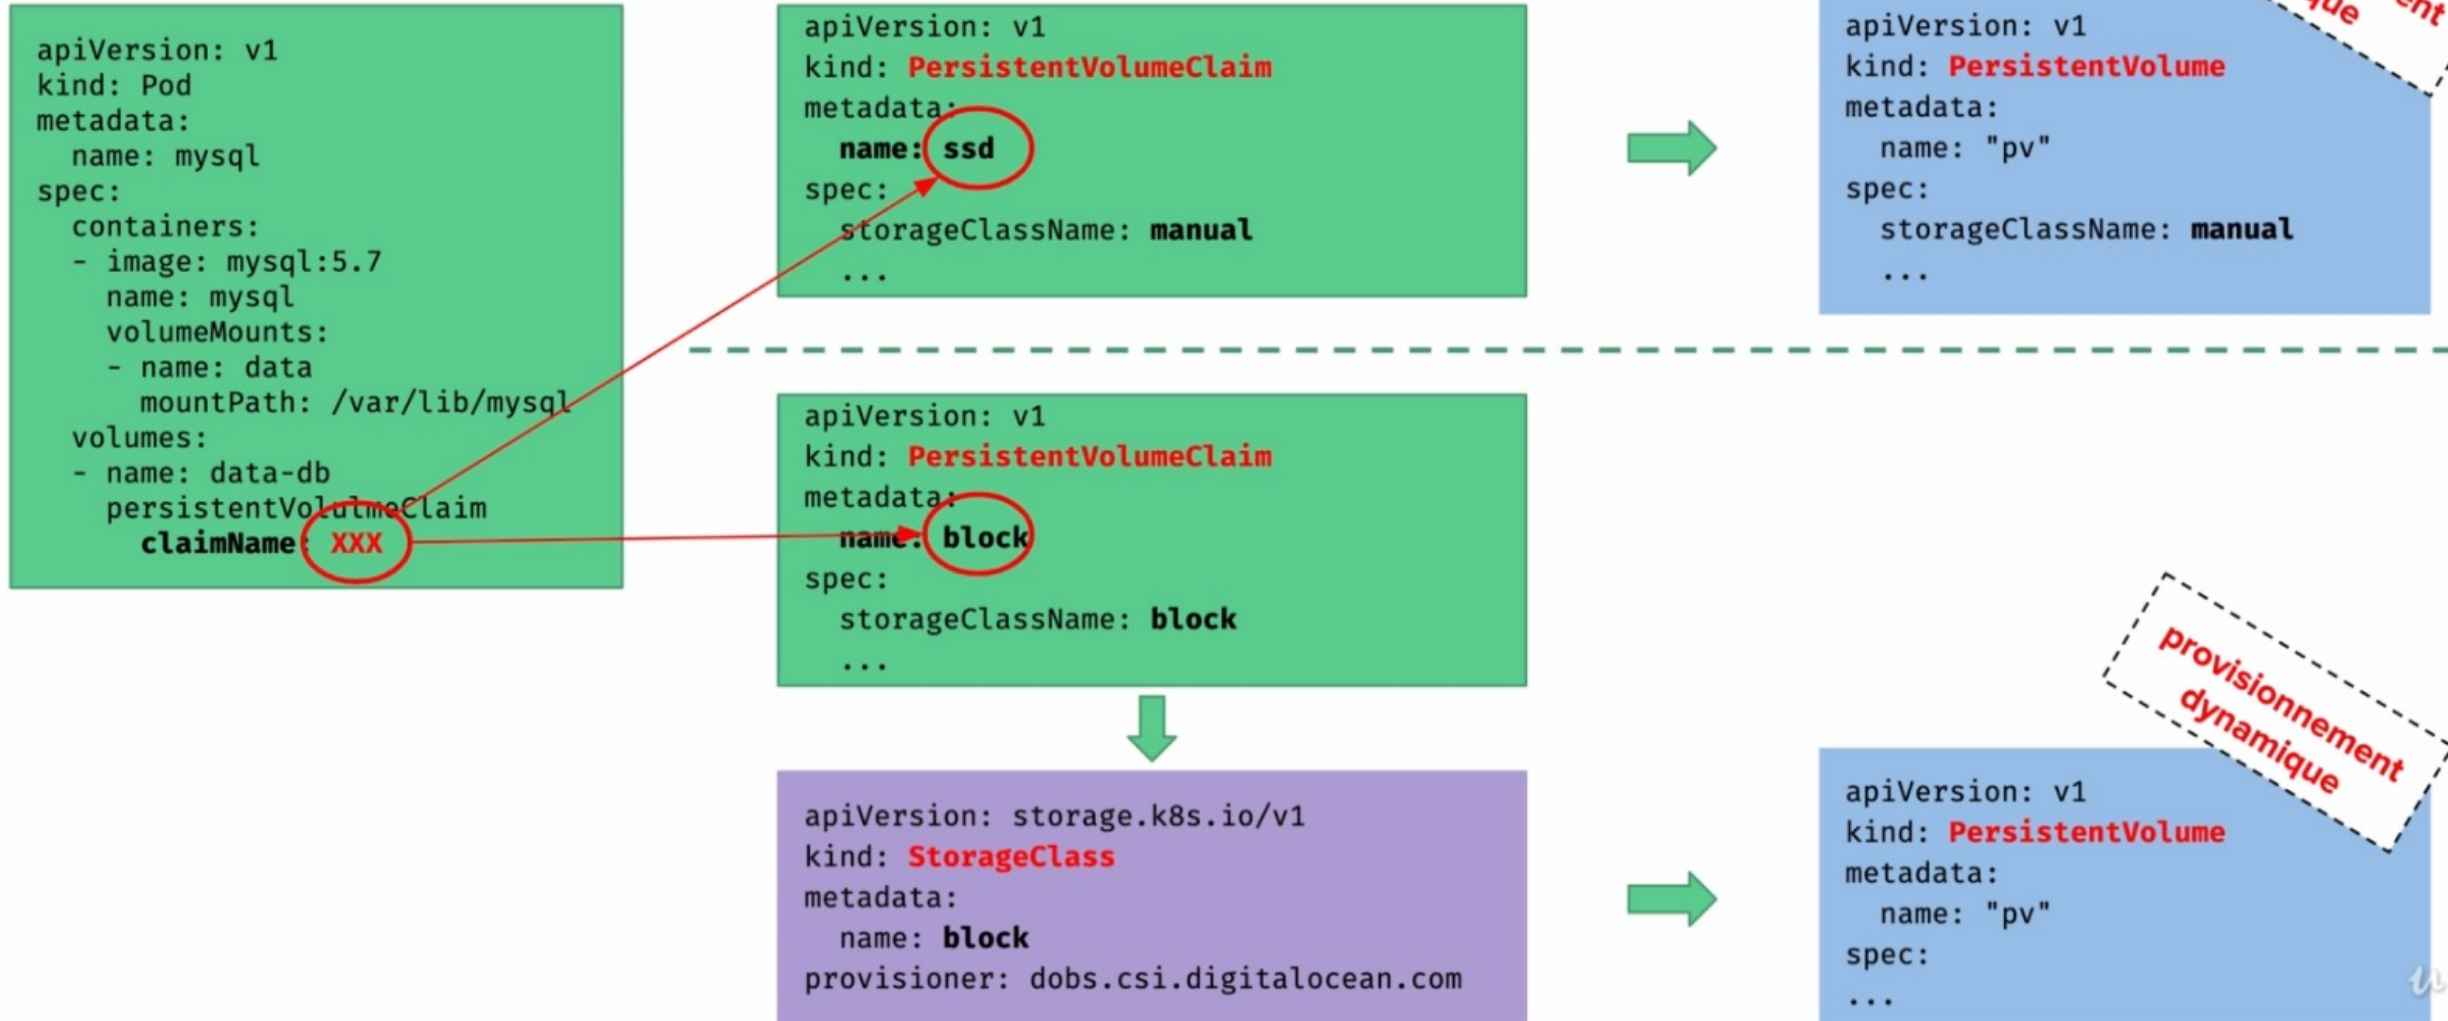 apiVersion: v1
kind: Pod
metadata:
  name: mysql
spec:
  containers:
  - image: mysql:5.7
    name: mysql
    volumeMounts:
    - name: data
      mountPath: /var/lib/mysql
  volumes:
  - name: data-db
    persistentVolulmeClaim
      claimName: XXX
apiVersion: v1
kind: PersistentVolumeClaim
metadata:
  name: ssd
spec:
  storageClassName: manual
  ...
apiVersion: v1
kind: PersistentVolume
metadata:
  name: "pv"
spec:
  storageClassName: manual
  ...
apiVersion: v1
kind: PersistentVolumeClaim
metadata:
  name: block
spec:
  storageClassName: block
  ...
apiVersion: storage.k8s.io/v1
kind: StorageClass
metadata:
  name: block
provisioner: dobs.csi.digitalocean.com
provisionnement
dynamique
apiVersion: v1
kind: PersistentVolume
metadata:
  name: "pv"
spec:
...